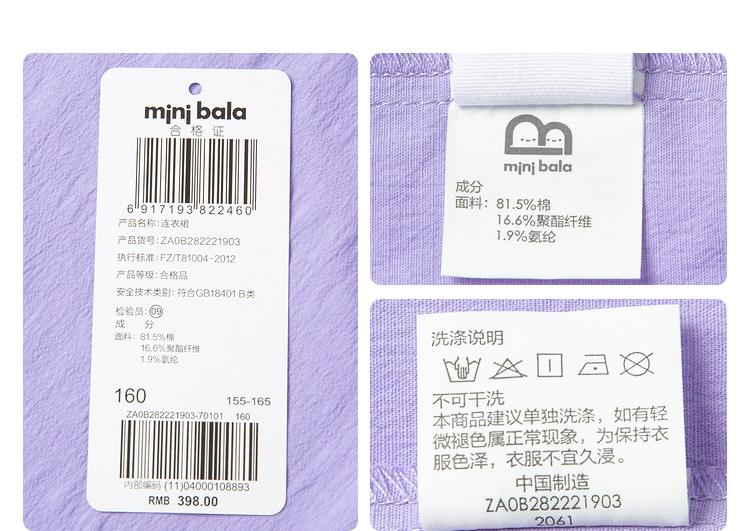 mini bala
合格证
6 917193 822460
产品名称:连衣裙
产品货号:ZA0B282221903
执行标准:FZ/T81004-2012
产品等级:合格品
安全技术类别:符合GB18401 B类
检验员:09
成 分
面料: 81.5%棉
16.6%聚酯纤维
1.9%氨纶
160 155-165
ZA0B282221903-70101 160
内部编码 (11)04000108893
RMB 398.00
mini bala
成分
面料: 81.5%棉
16.6%聚酯纤维
1.9%氨纶
洗涤说明
不可干洗
本商品建议单独洗涤，如有轻
微褪色属正常现象，为保持衣
服色泽，衣服不宜久浸。
中国制造
ZA0B282221903
2061